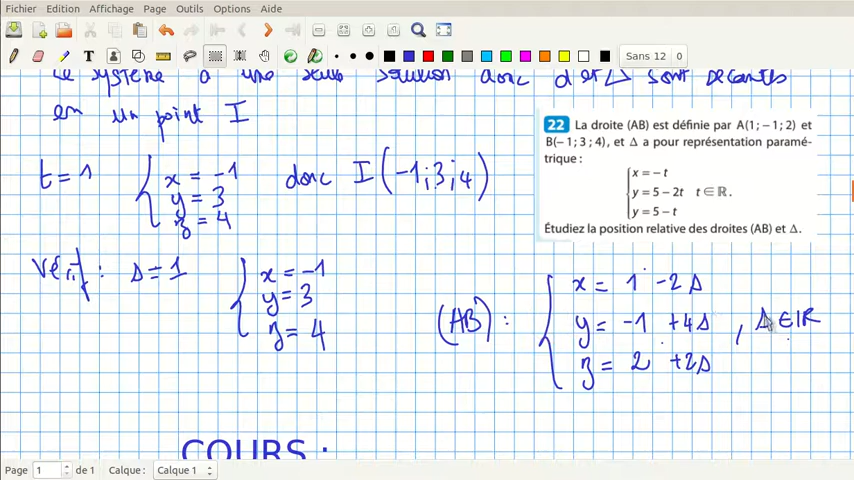 Fichier Edition Affichage Page Outils Options Aide
Sans 12
Le système a une seule solution donc d et Δ sont sécantes
en un point I
t = 1 { x = -1 y = 3 z = 4 donc I (-1;3;4)
22 La droite (AB) est définie par A(1; −1; 2) et
B(− 1; 3; 4), et Δ a pour représentation paramé-
trique :
x = −t
y = 5 − 2t t ∈ ℝ.
y = 5 − t
Étudiez la position relative des droites (AB) et Δ.
Vérif : s = 1 { x = -1 y = 3 z = 4
(AB) : { x = 1 -2s
y = -1 +4s , s ∈ ℝ
z = 2 +2s
COURS :
Page 1 de 1 Calque : Calque 1